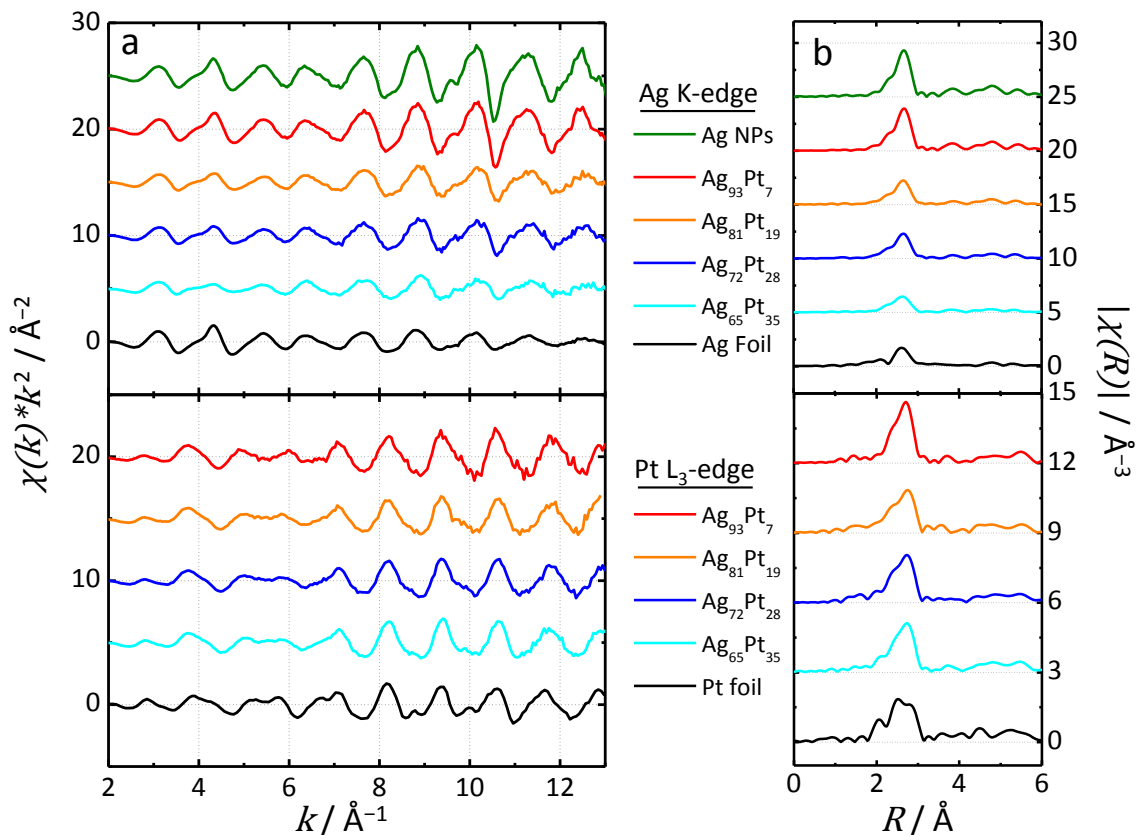 a
χ(k)*k² / Å⁻²
30
20
10
0
20
10
0
2 4 6 8 10 12
k / Å⁻¹
Ag K-edge
Ag NPs
Ag₉₃Pt₇
Ag₈₁Pt₁₉
Ag₇₂Pt₂₈
Ag₆₅Pt₃₅
Ag Foil
Pt L₃-edge
Ag₉₃Pt₇
Ag₈₁Pt₁₉
Ag₇₂Pt₂₈
Ag₆₅Pt₃₅
Pt foil
b
30
25
20
15
10
5
0
15
12
9
6
3
0
|χ(R)| / Å⁻³
0 2 4 6
R / Å